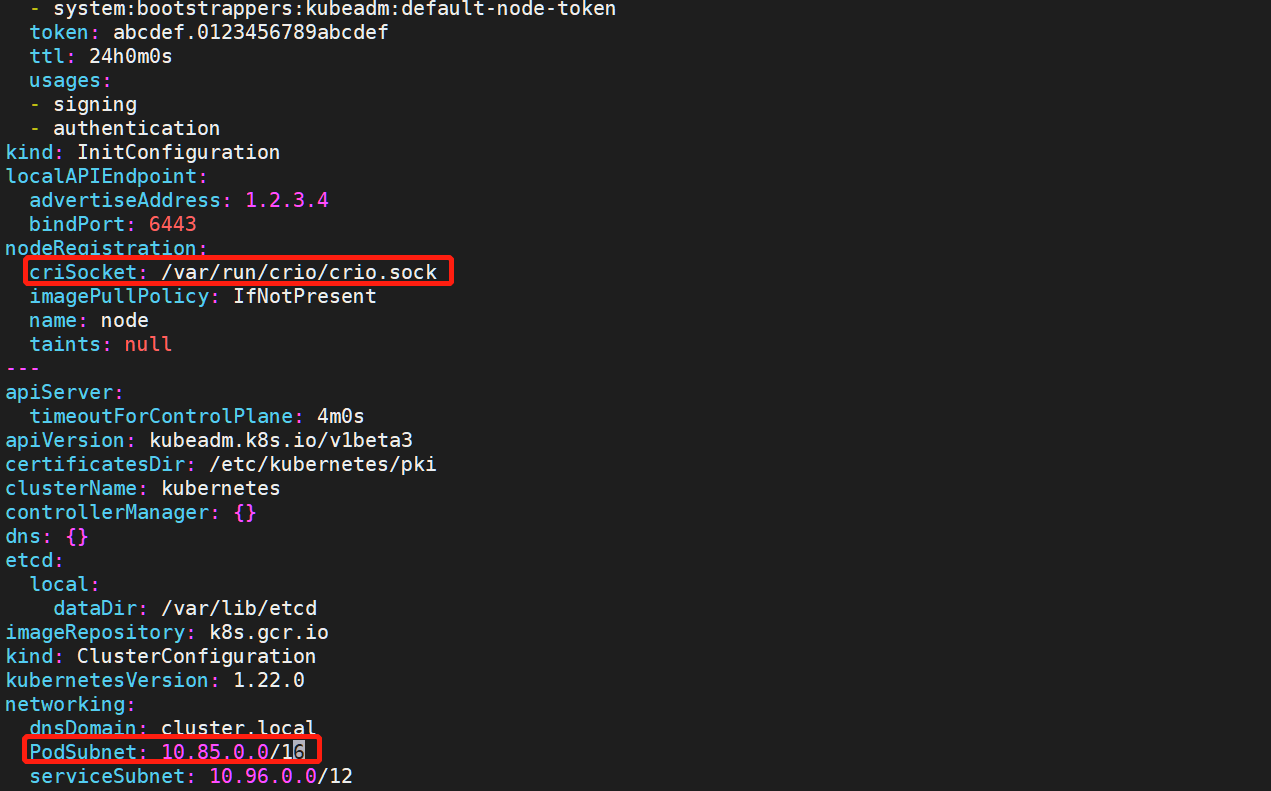 - system:bootstrappers:kubeadm:default-node-token
  token: abcdef.0123456789abcdef
  ttl: 24h0m0s
  usages:
  - signing
  - authentication
kind: InitConfiguration
localAPIEndpoint:
  advertiseAddress: 1.2.3.4
  bindPort: 6443
nodeRegistration:
  criSocket: /var/run/crio/crio.sock
  imagePullPolicy: IfNotPresent
  name: node
  taints: null
---
apiServer:
  timeoutForControlPlane: 4m0s
apiVersion: kubeadm.k8s.io/v1beta3
certificatesDir: /etc/kubernetes/pki
clusterName: kubernetes
controllerManager: {}
dns: {}
etcd:
  local:
    dataDir: /var/lib/etcd
imageRepository: k8s.gcr.io
kind: ClusterConfiguration
kubernetesVersion: 1.22.0
networking:
  dnsDomain: cluster.local
  PodSubnet: 10.85.0.0/16
  serviceSubnet: 10.96.0.0/12